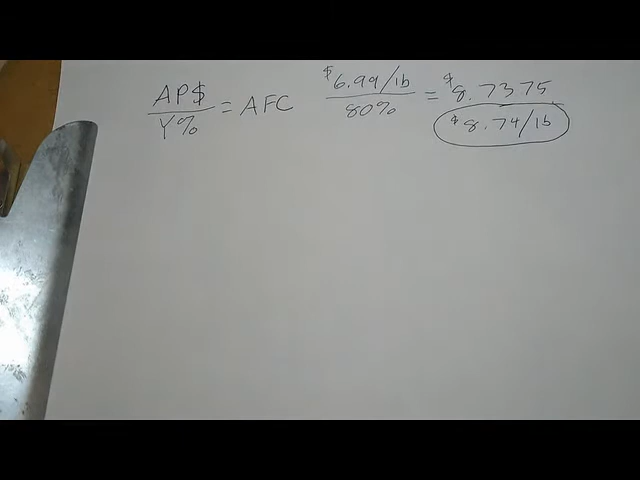 AP$ / Y% = AFC
$6.99/lb / 80% = $8.7375
$8.74/lb